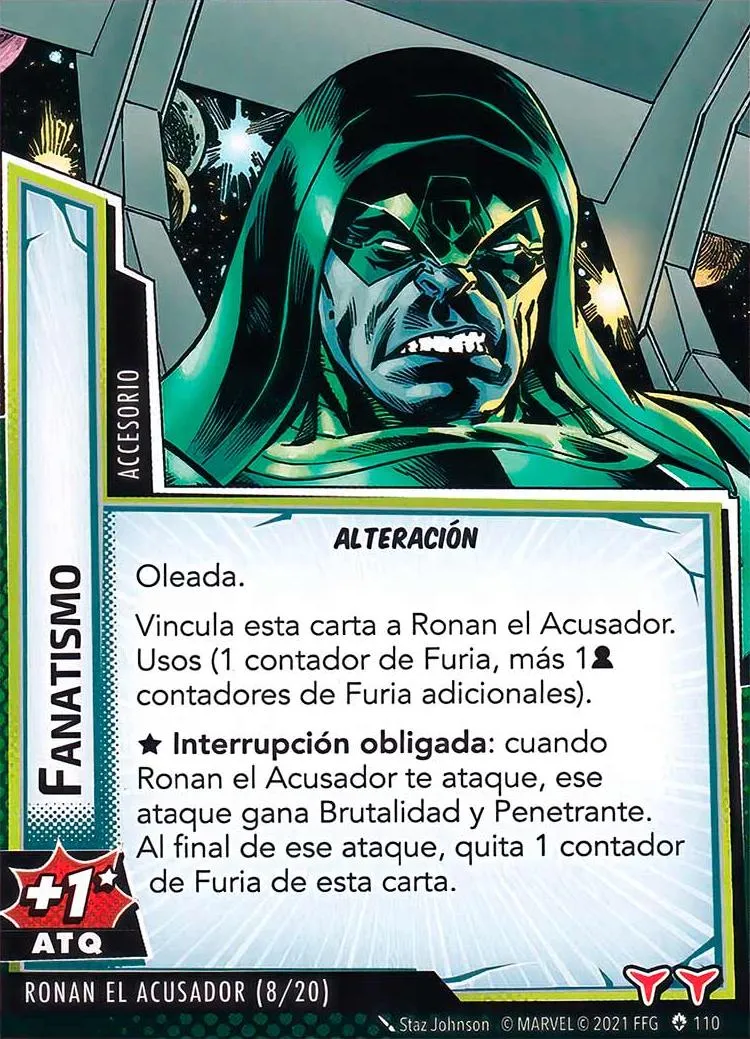 ACCESORIO
FANATISMO
ALTERACIÓN
Oleada.
Vincula esta carta a Ronan el Acusador.
Usos (1 contador de Furia, más 1
contadores de Furia adicionales).
★ Interrupción obligada: cuando
Ronan el Acusador te ataque, ese
ataque gana Brutalidad y Penetrante.
Al final de ese ataque, quita 1 contador
de Furia de esta carta.
+1★
ATQ
RONAN EL ACUSADOR (8/20)
Staz Johnson © MARVEL © 2021 FFG 110